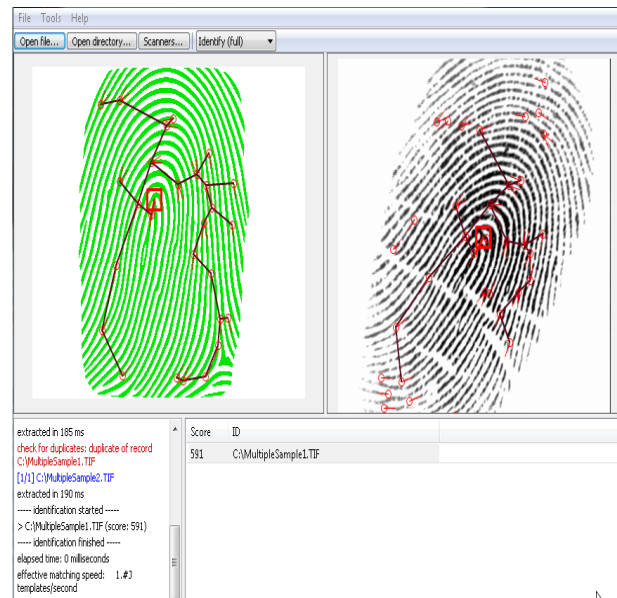 File Tools Help
Open file... Open directory... Scanners... Identify (full)
extracted in 185 ms
check for duplicates: duplicate of record
C:\MultipleSample1.TIF
[1/1] C:\MultipleSample2.TIF
extracted in 190 ms
----- identification started -----
> C:\MultipleSample1.TIF (score: 591)
----- identification finished -----
elapsed time: 0 milliseconds
effective matching speed: 1.#J
templates/second
Score ID
591 C:\MultipleSample1.TIF